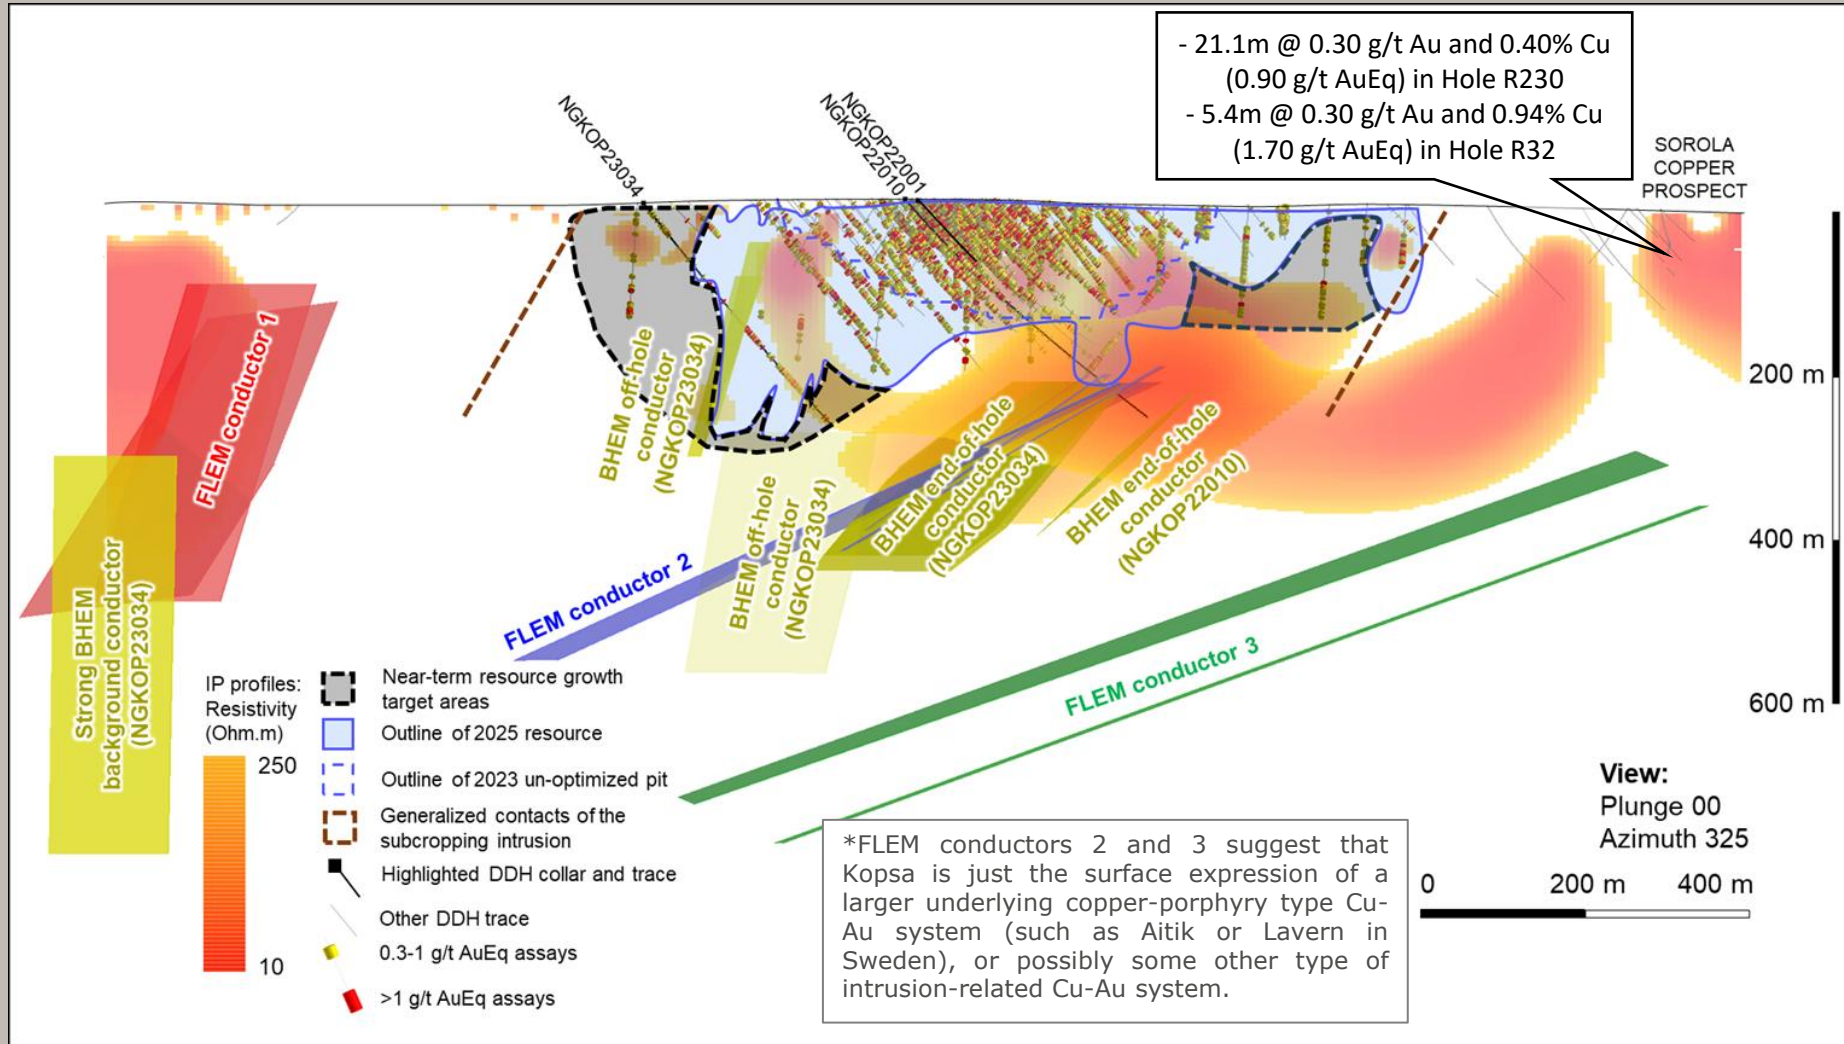 - 21.1m @ 0.30 g/t Au and 0.40% Cu
(0.90 g/t AuEq) in Hole R230
- 5.4m @ 0.30 g/t Au and 0.94% Cu
(1.70 g/t AuEq) in Hole R32
SOROLA
COPPER
PROSPECT
NGKOP23034
NGKOP22001
NGKOP22010
200 m
400 m
600 m
FLEM conductor 1
Strong BHEM
background conductor
(NGKOP23034)
BHEM off-hole
conductor
(NGKOP23034)
BHEM off-hole
conductor
(NGKOP23034)
BHEM end-of-hole
conductor
(NGKOP23034)
BHEM end-of-hole
conductor
(NGKOP22010)
FLEM conductor 2
FLEM conductor 3
IP profiles:
Resistivity
(Ohm.m)
250
10
Near-term resource growth
target areas
Outline of 2025 resource
Outline of 2023 un-optimized pit
Generalized contacts of the
subcropping intrusion
Highlighted DDH collar and trace
Other DDH trace
0.3-1 g/t AuEq assays
>1 g/t AuEq assays
*FLEM conductors 2 and 3 suggest that
Kopsa is just the surface expression of a
larger underlying copper-porphyry type Cu-
Au system (such as Aitik or Lavern in
Sweden), or possibly some other type of
intrusion-related Cu-Au system.
View:
Plunge 00
Azimuth 325
0 200 m 400 m